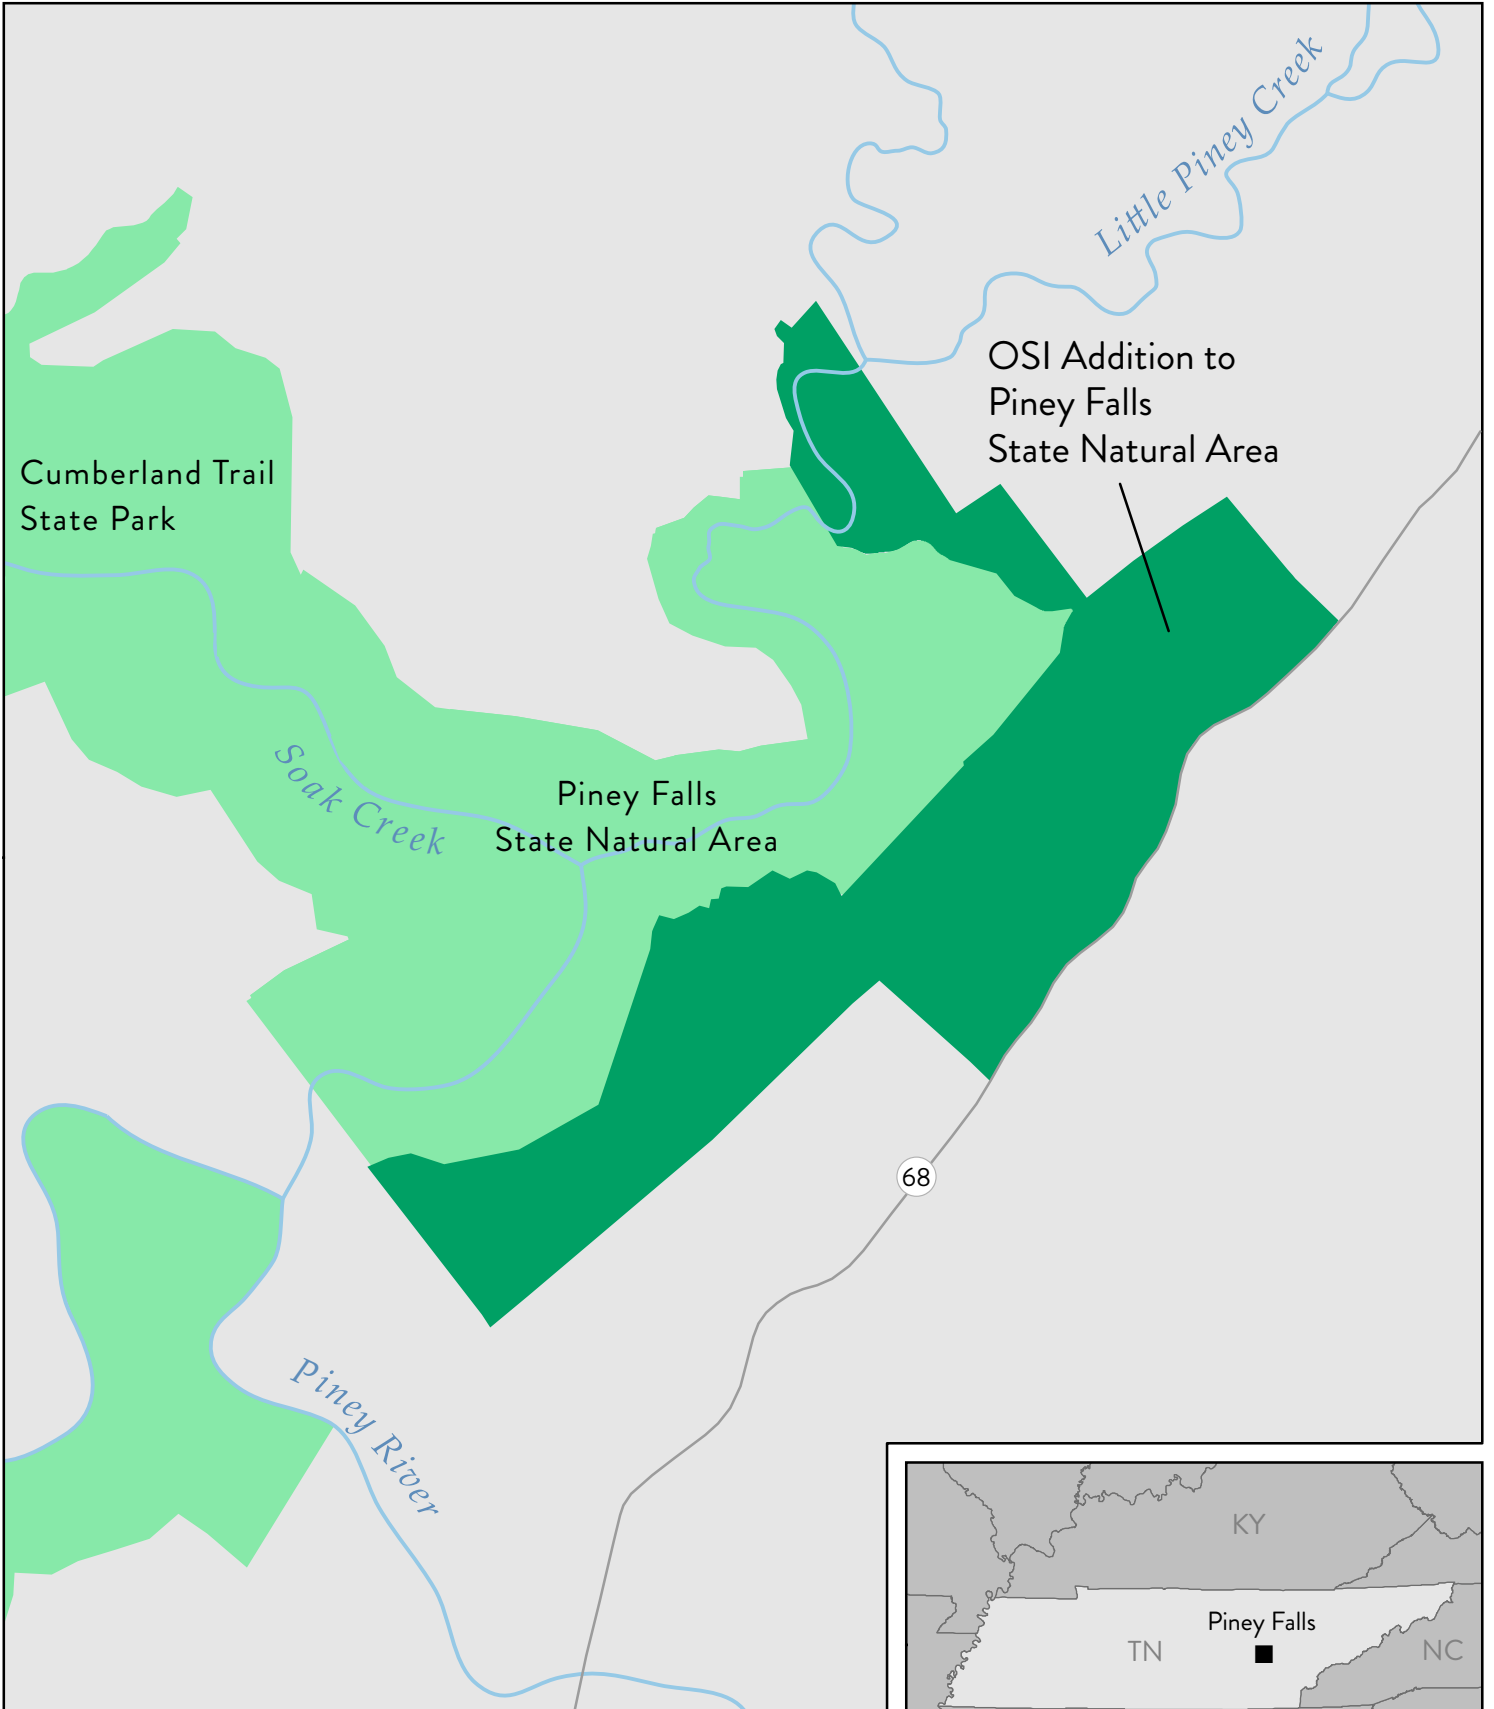 Little Piney Creek
OSI Addition to
Piney Falls
State Natural Area
Cumberland Trail
State Park
Soak Creek
Piney Falls
State Natural Area
68
Piney River
KY
Piney Falls
TN
NC